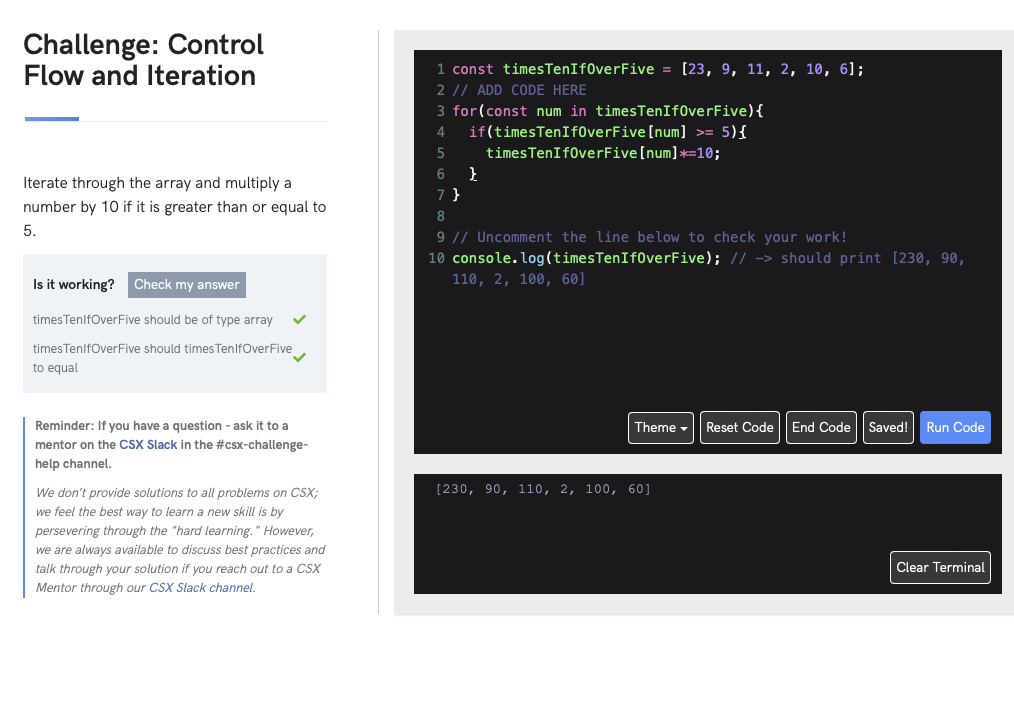 Challenge: Control
Flow and Iteration
Iterate through the array and multiply a
number by 10 if it is greater than or equal to
5.
Is it working? Check my answer
timesTenIfOverFive should be of type array
timesTenIfOverFive should timesTenIfOverFive
to equal
Reminder: If you have a question - ask it to a
mentor on the CSX Slack in the #csx-challenge-
help channel.
We don't provide solutions to all problems on CSX;
we feel the best way to learn a new skill is by
persevering through the "hard learning." However,
we are always available to discuss best practices and
talk through your solution if you reach out to a CSX
Mentor through our CSX Slack channel.
1 const timesTenIfOverFive = [23, 9, 11, 2, 10, 6];
2 // ADD CODE HERE
3 for(const num in timesTenIfOverFive){
4   if(timesTenIfOverFive[num] >= 5){
5     timesTenIfOverFive[num]*=10;
6   }
7 }
8
9 // Uncomment the line below to check your work!
10 console.log(timesTenIfOverFive); // -> should print [230, 90,
110, 2, 100, 60]
Theme Reset Code End Code Saved! Run Code
[230, 90, 110, 2, 100, 60]
Clear Terminal